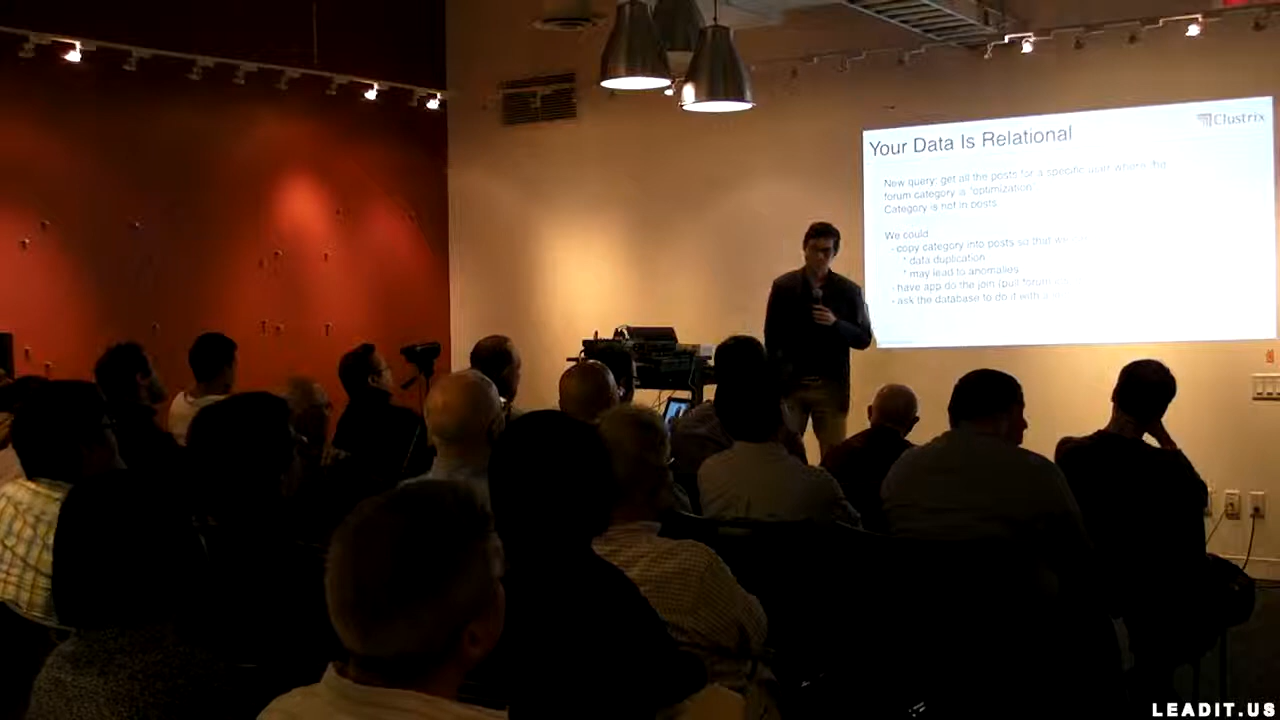 Clustrix
Your Data Is Relational
New query: get all the posts for a specific user where
forum category is "optimization
Category is not in posts
We could
- copy category into posts so that we
* data duplication
* may lead to anomalies
- have app do the join (pull forum
- ask the database to do it with a
LEADIT.US